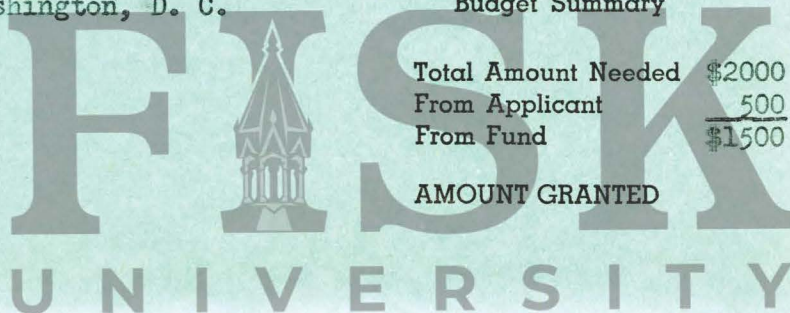 shington, D. C.
Budget Summary
Total Amount Needed $2000
From Applicant 500
From Fund $1500
AMOUNT GRANTED
FISK
UNIVERSITY